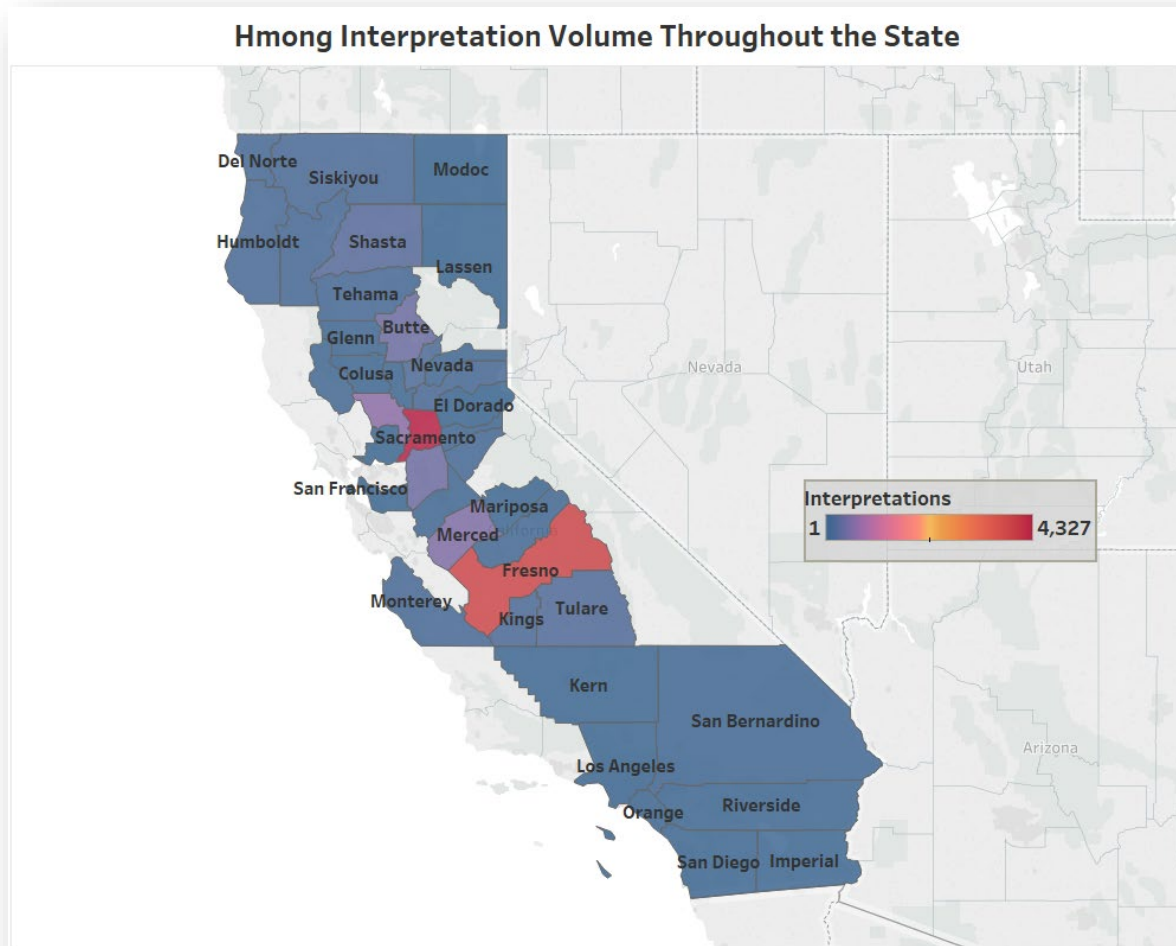 Hmong Interpretation Volume Throughout the State
Del Norte
Siskiyou
Modoc
Humboldt
Shasta
Lassen
Tehama
Butte
Glenn
Nevada
Nevada
Utah
Colusa
El Dorado
Sacramento
San Francisco
Mariposa
California
Merced
Interpretations
1
4,327
Fresno
Monterey
Kings
Tulare
Kern
San Bernardino
Arizona
Los Angeles
Orange
Riverside
San Diego
Imperial